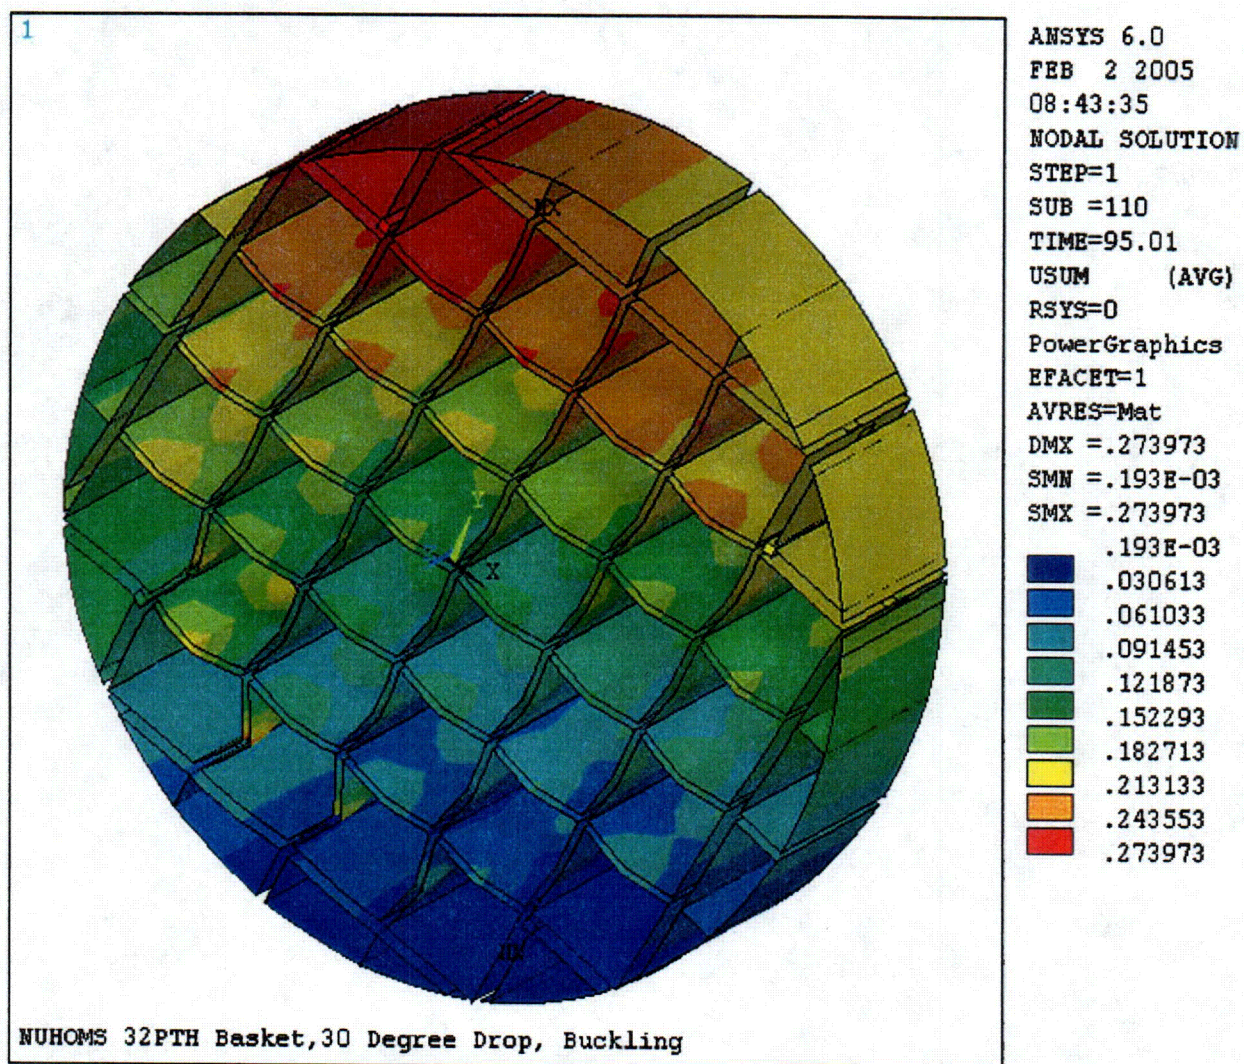 1
ANSYS 6.0
FEB  2 2005
08:43:35
NODAL SOLUTION
STEP=1
SUB =110
TIME=95.01
USUM     (AVG)
RSYS=0
PowerGraphics
EFACET=1
AVRES=Mat
DMX =.273973
SMN =.193E-03
SMX =.273973
.193E-03
.030613
.061033
.091453
.121873
.152293
.182713
.213133
.243553
.273973
MX
Y
X
MN
NUHOMS 32PTH Basket,30 Degree Drop, Buckling